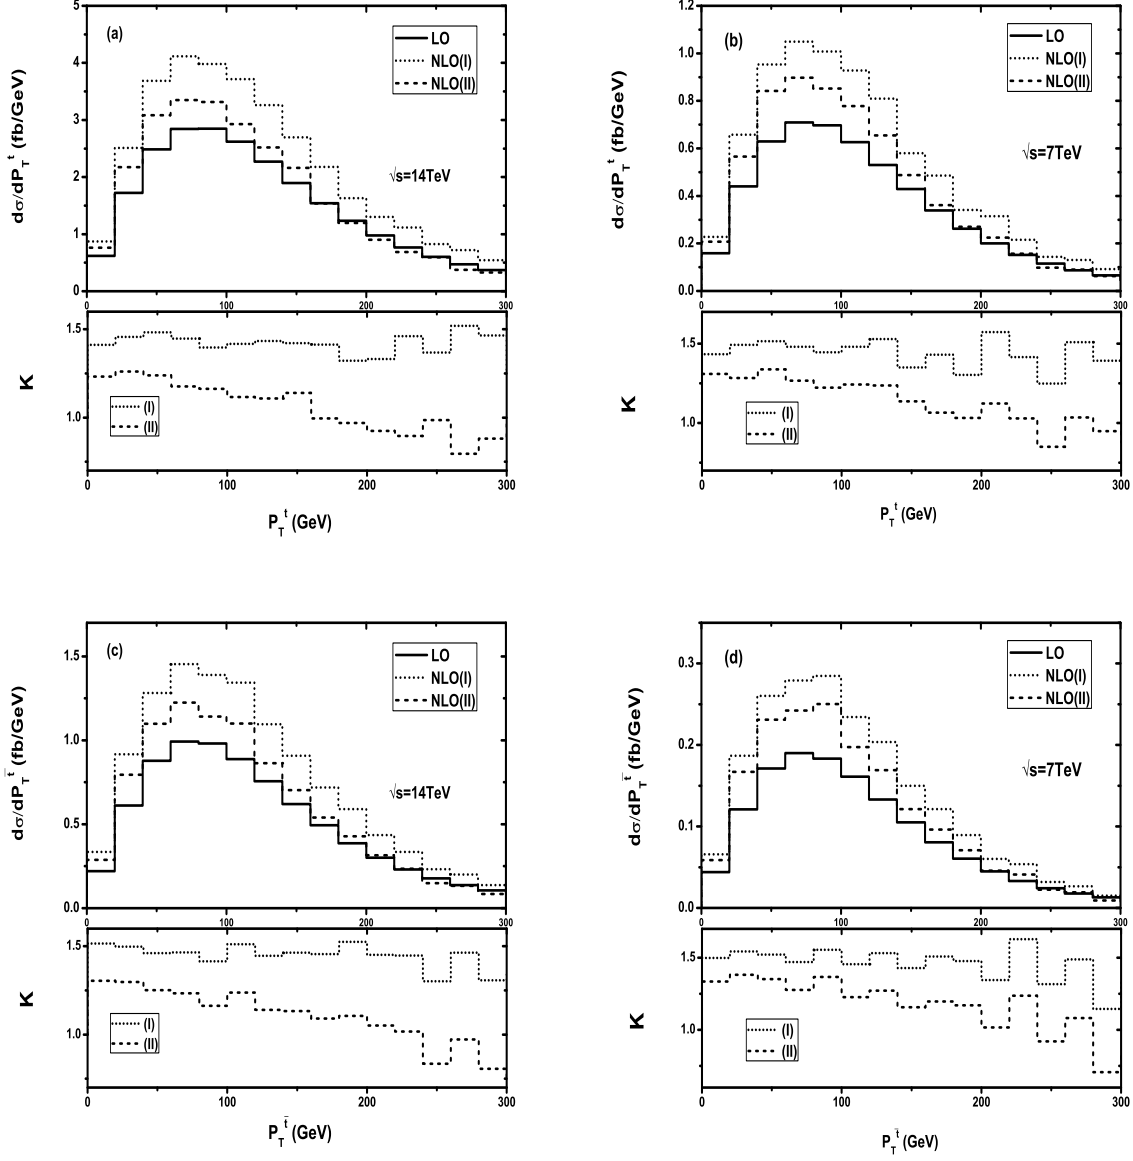 (a)
LO
NLO(I)
NLO(II)
√s=14TeV
dσ/dP_T^t (fb/GeV)
5
4
3
2
1
0
0 100 200 300
K
1.5
1.0
(I)
(II)
0 100 200 300
P_T^t (GeV)
(b)
LO
NLO(I)
NLO(II)
√s=7TeV
dσ/dP_T^t (fb/GeV)
1.2
1.0
0.8
0.6
0.4
0.2
0.0
0 100 200 300
K
1.5
1.0
(I)
(II)
0 100 200 300
P_T^t (GeV)
(c)
LO
NLO(I)
NLO(II)
√s=14TeV
dσ/dP_T^t̄ (fb/GeV)
1.5
1.0
0.5
0.0
0 100 200 300
K
1.5
1.0
(I)
(II)
0 100 200 300
P_T^t̄ (GeV)
(d)
LO
NLO(I)
NLO(II)
√s=7TeV
dσ/dP_T^t̄ (fb/GeV)
0.3
0.2
0.1
0.0
0 100 200 300
K
1.5
1.0
(I)
(II)
0 100 200 300
P_T^t̄ (GeV)